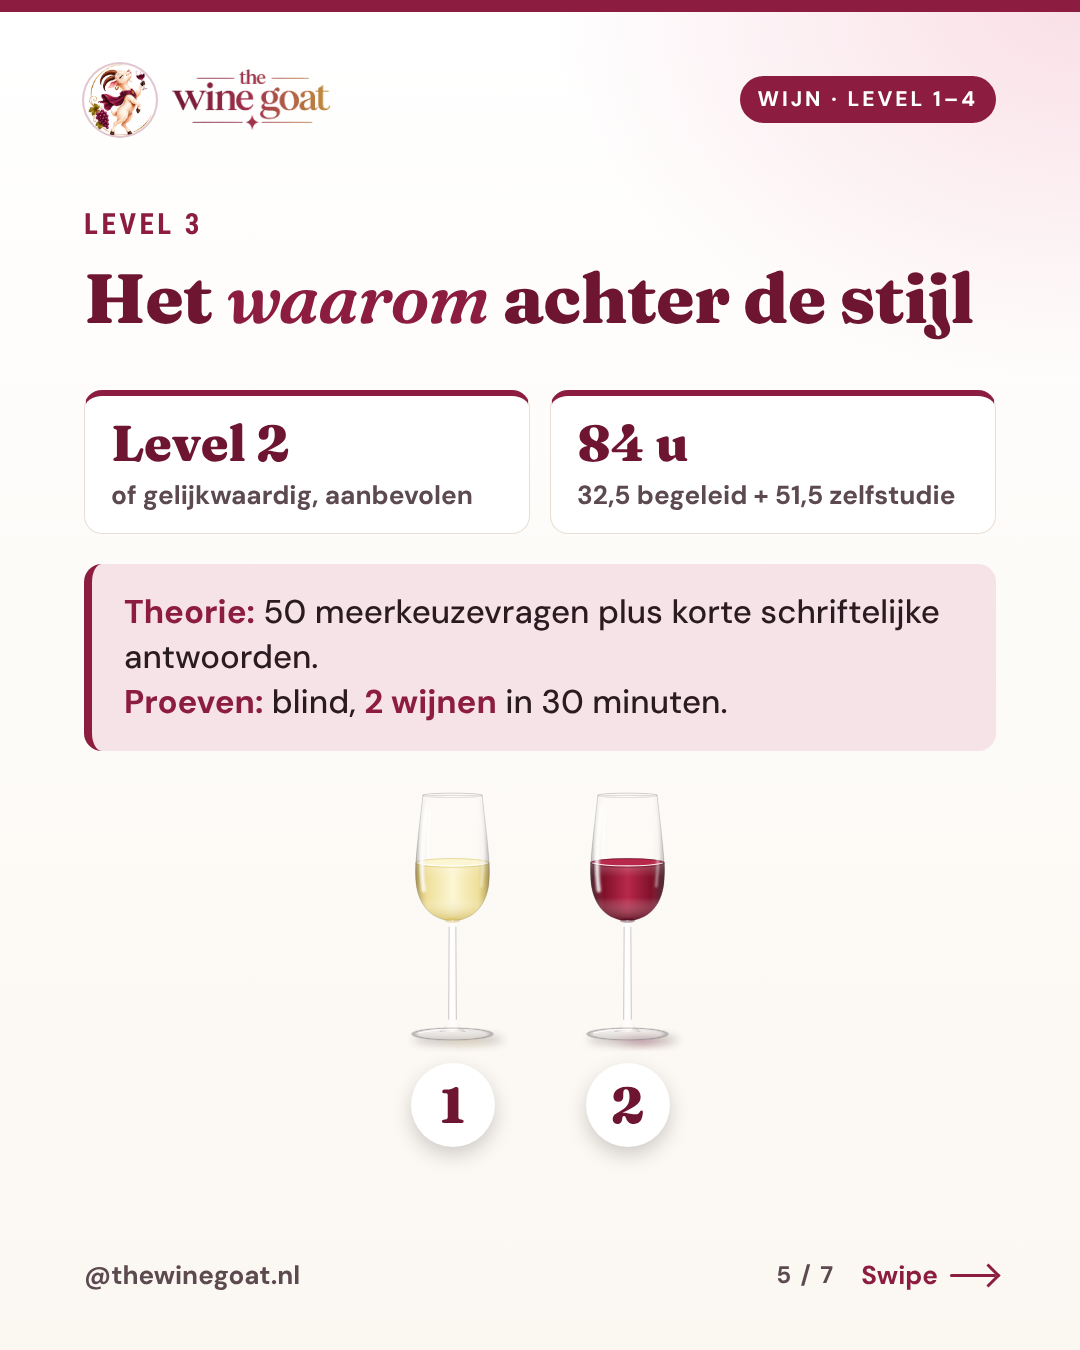 the
wine goat
WIJN · LEVEL 1–4
LEVEL 3
Het waarom achter de stijl
Level 2
of gelijkwaardig, aanbevolen
84 u
32,5 begeleid + 51,5 zelfstudie
Theorie: 50 meerkeuzevragen plus korte schriftelijke
antwoorden.
Proeven: blind, 2 wijnen in 30 minuten.
1
2
@thewinegoat.nl
5 / 7
Swipe